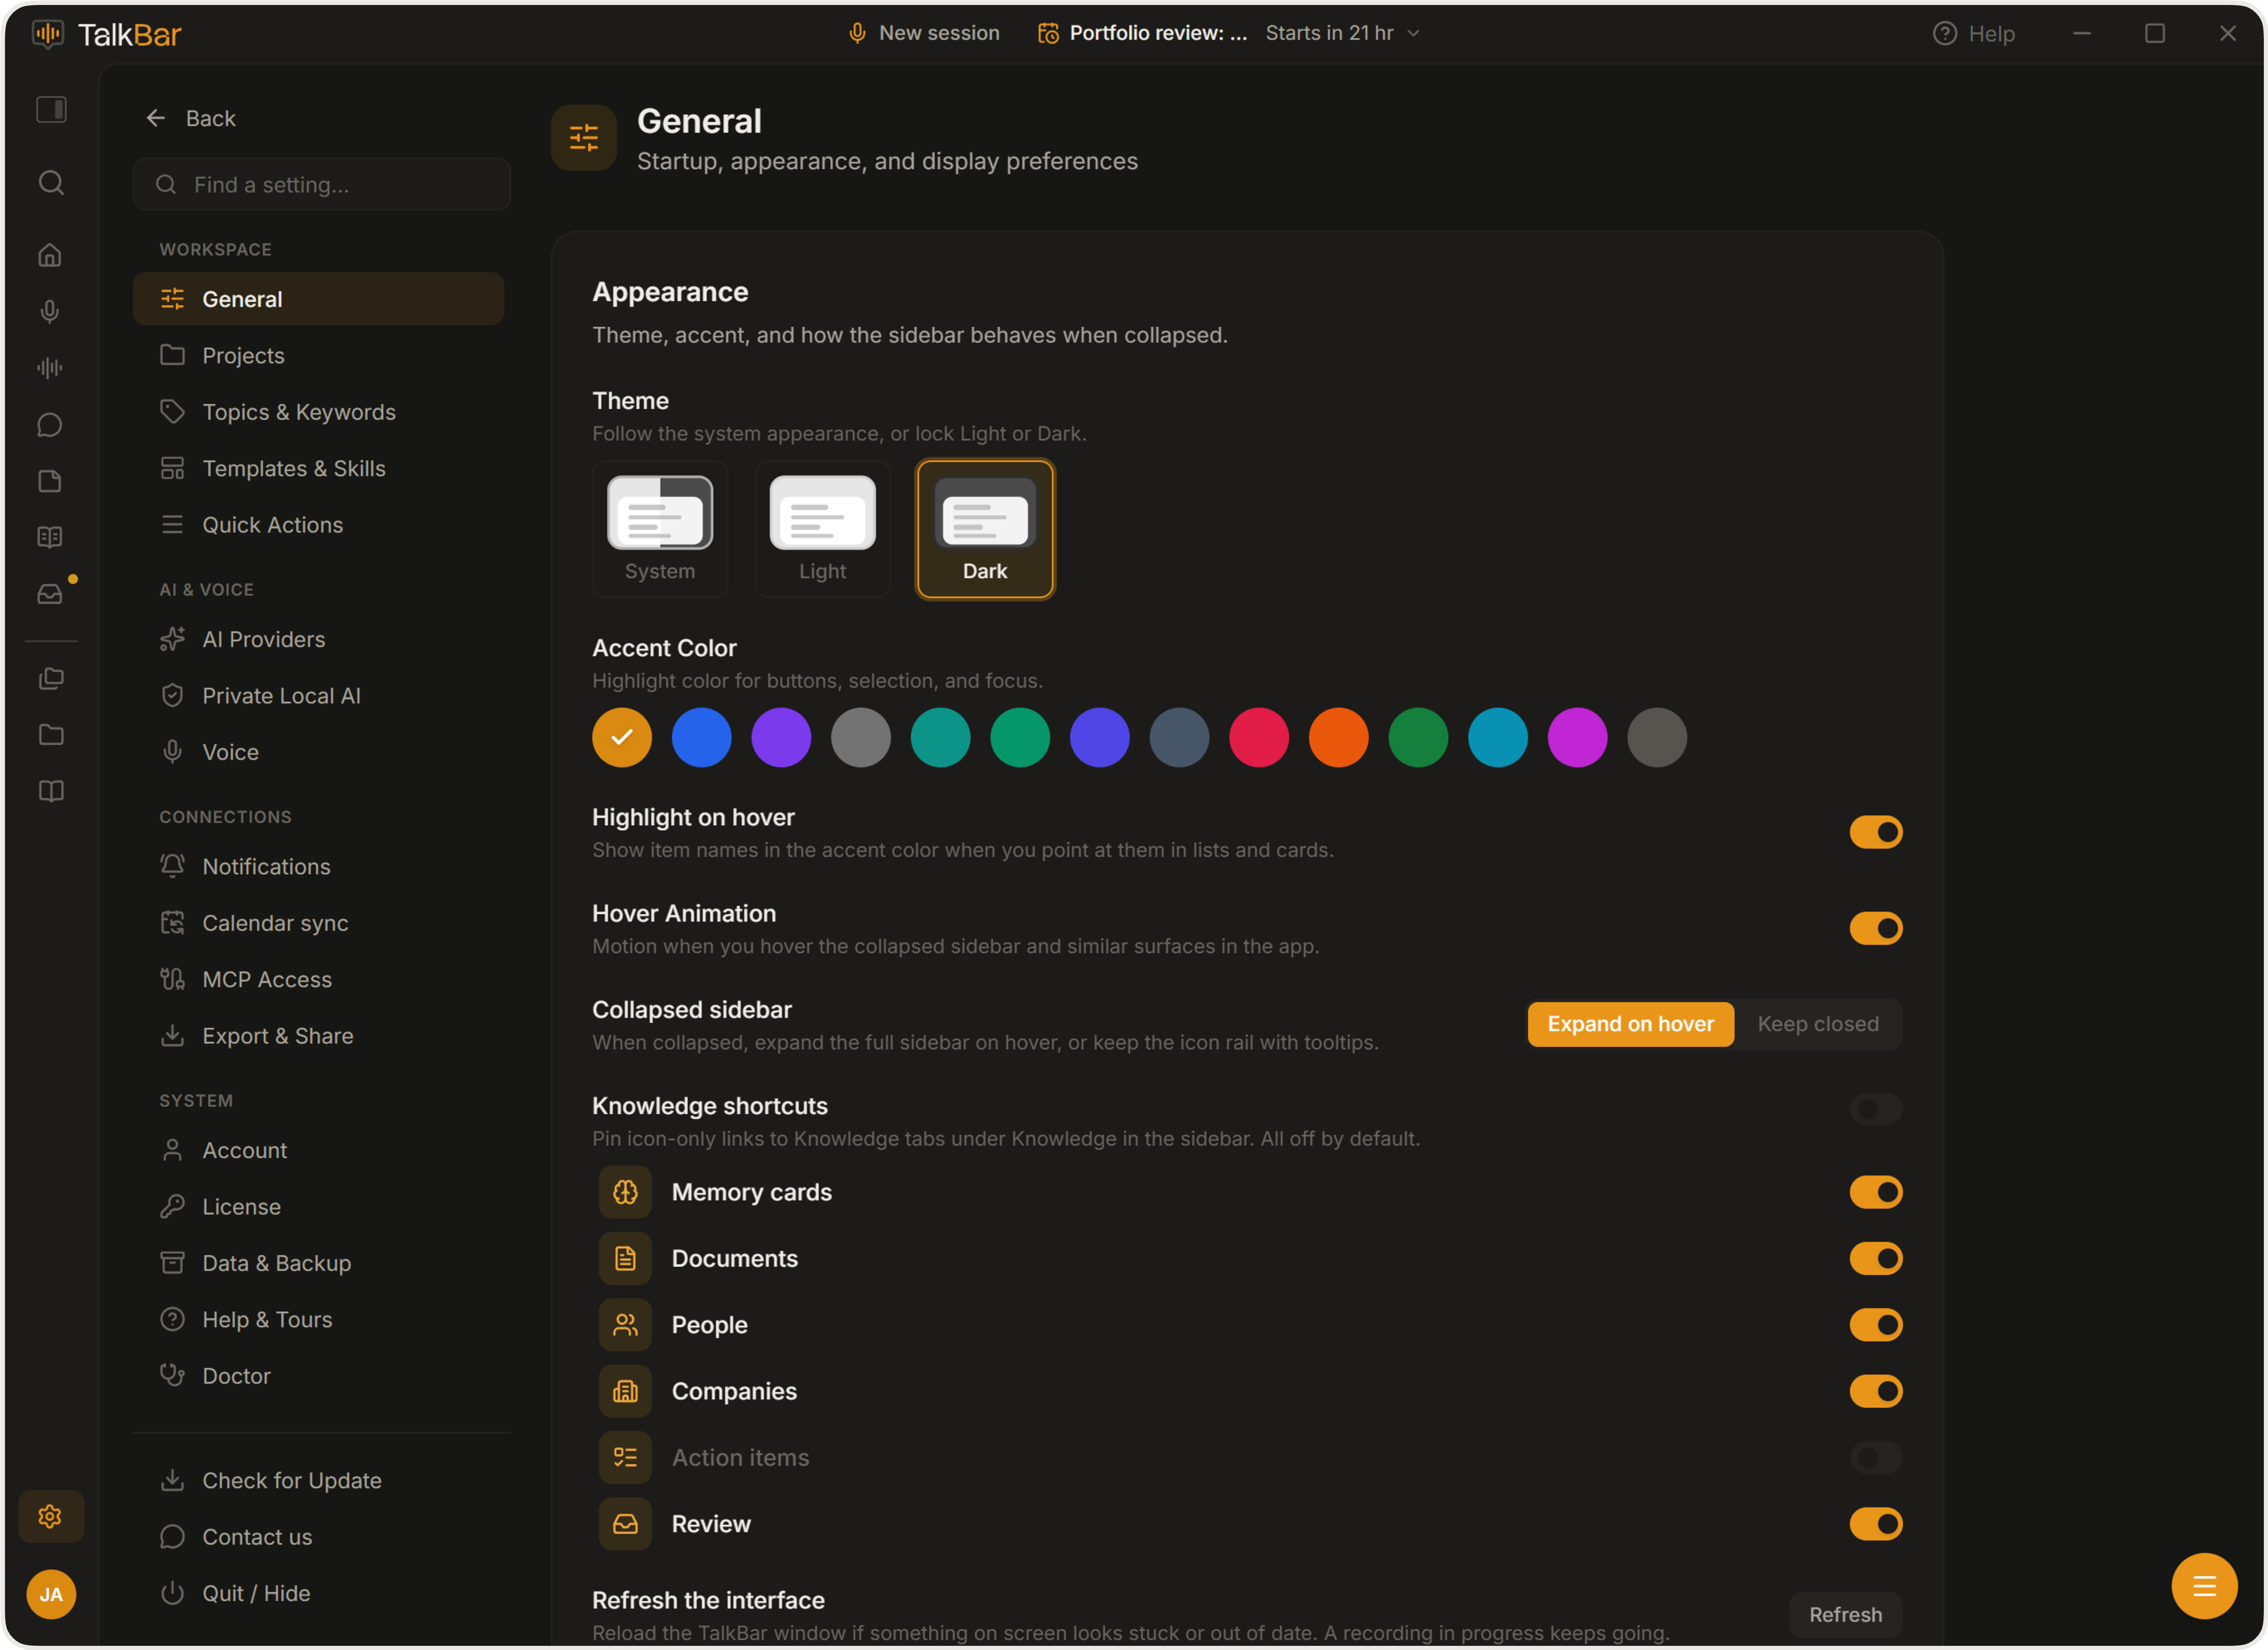 TalkBar
New session
Portfolio review: ...
Starts in 21 hr
Help
Back
Find a setting...
WORKSPACE
General
Projects
Topics & Keywords
Templates & Skills
Quick Actions
AI & VOICE
AI Providers
Private Local AI
Voice
CONNECTIONS
Notifications
Calendar sync
MCP Access
Export & Share
SYSTEM
Account
License
Data & Backup
Help & Tours
Doctor
Check for Update
Contact us
Quit / Hide
JA
General
Startup, appearance, and display preferences
Appearance
Theme, accent, and how the sidebar behaves when collapsed.
Theme
Follow the system appearance, or lock Light or Dark.
System
Light
Dark
Accent Color
Highlight color for buttons, selection, and focus.
Highlight on hover
Show item names in the accent color when you point at them in lists and cards.
Hover Animation
Motion when you hover the collapsed sidebar and similar surfaces in the app.
Collapsed sidebar
When collapsed, expand the full sidebar on hover, or keep the icon rail with tooltips.
Expand on hover
Keep closed
Knowledge shortcuts
Pin icon-only links to Knowledge tabs under Knowledge in the sidebar. All off by default.
Memory cards
Documents
People
Companies
Action items
Review
Refresh the interface
Reload the TalkBar window if something on screen looks stuck or out of date. A recording in progress keeps going.
Refresh